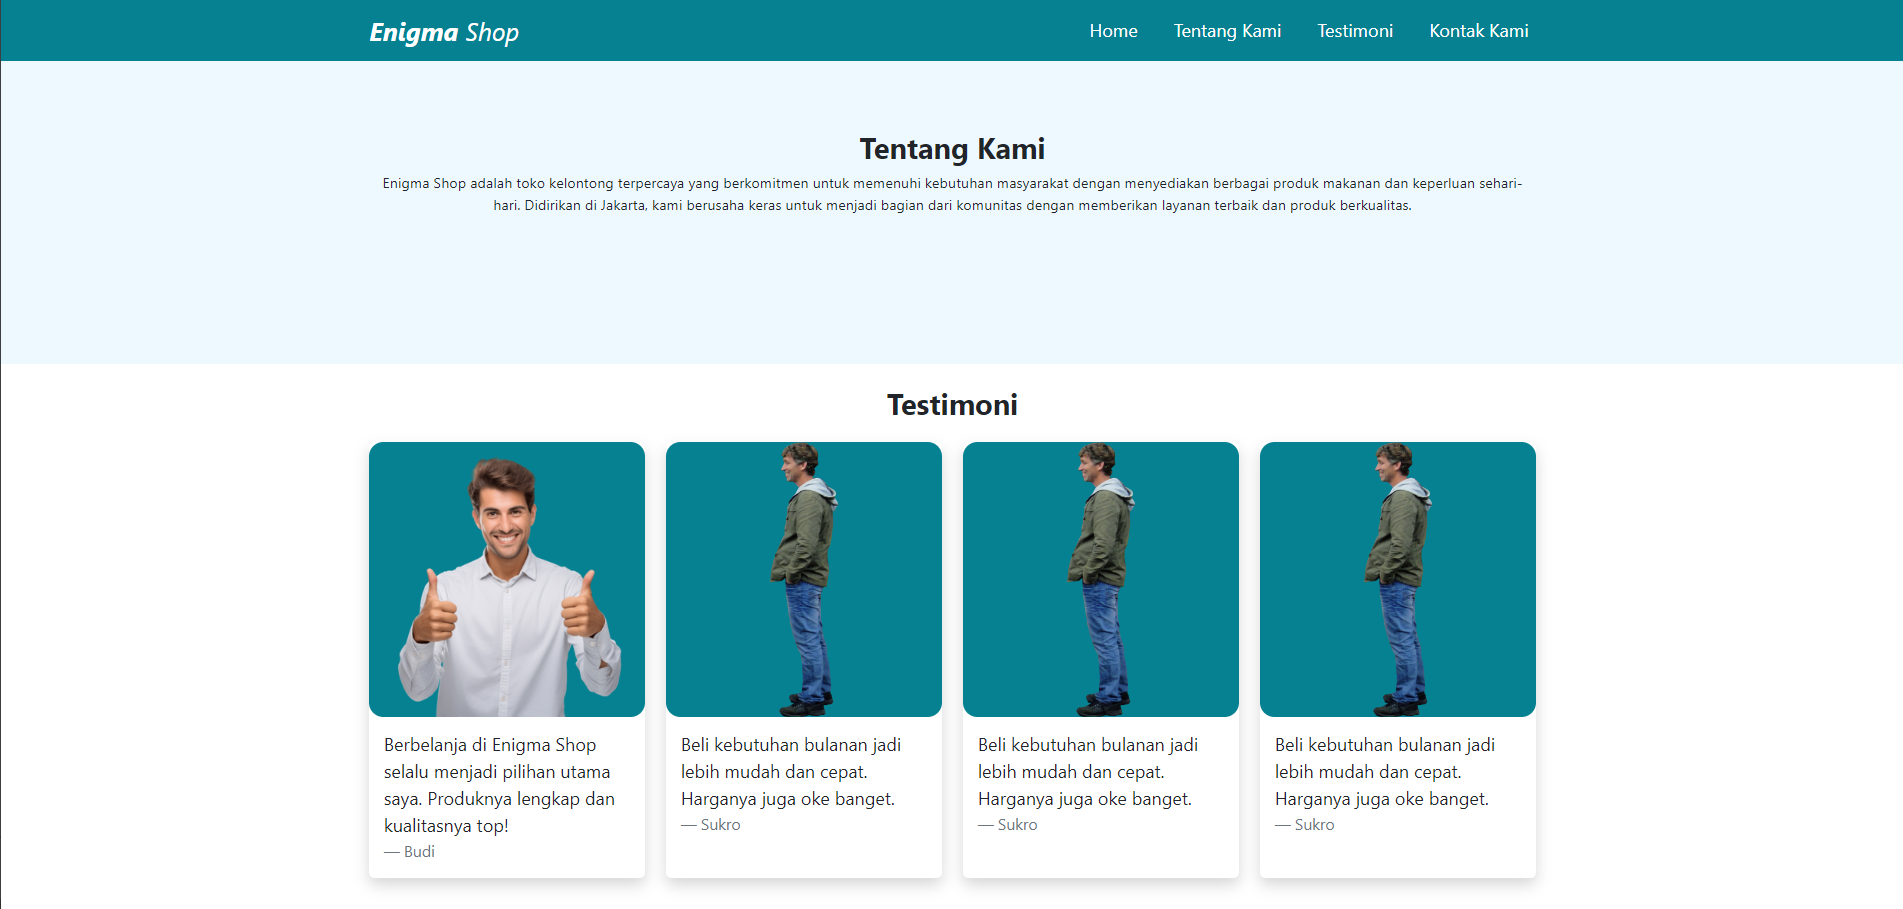 Enigma Shop
Home
Tentang Kami
Testimoni
Kontak Kami
Tentang Kami
Enigma Shop adalah toko kelontong terpercaya yang berkomitmen untuk memenuhi kebutuhan masyarakat dengan menyediakan berbagai produk makanan dan keperluan sehari-
hari. Didirikan di Jakarta, kami berusaha keras untuk menjadi bagian dari komunitas dengan memberikan layanan terbaik dan produk berkualitas.
Testimoni
Berbelanja di Enigma Shop
selalu menjadi pilihan utama
saya. Produknya lengkap dan
kualitasnya top!
— Budi
Beli kebutuhan bulanan jadi
lebih mudah dan cepat.
Harganya juga oke banget.
— Sukro
Beli kebutuhan bulanan jadi
lebih mudah dan cepat.
Harganya juga oke banget.
— Sukro
Beli kebutuhan bulanan jadi
lebih mudah dan cepat.
Harganya juga oke banget.
— Sukro